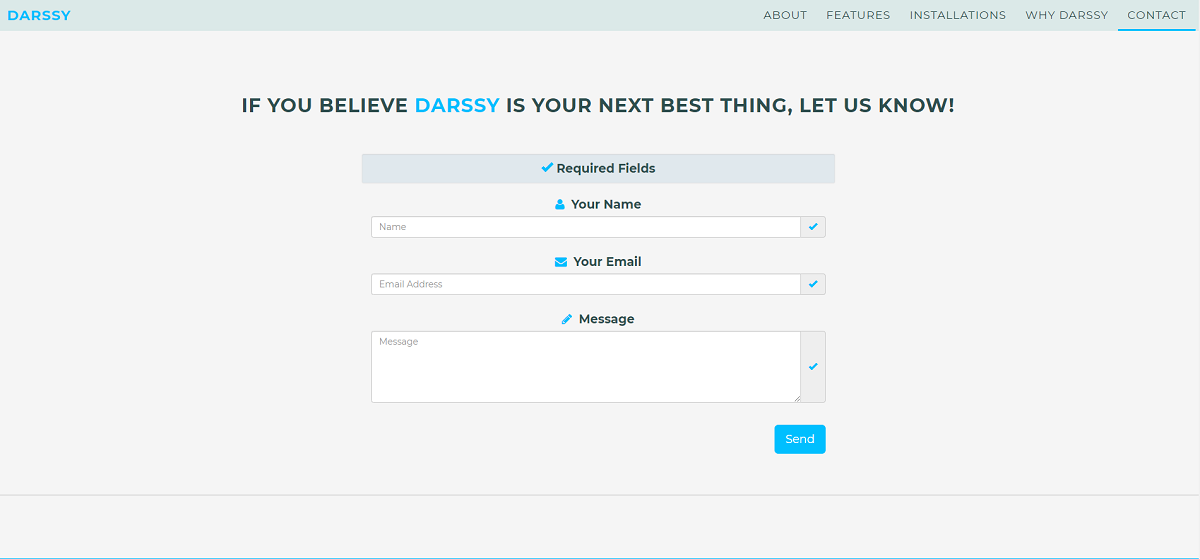 DARSSY ABOUT FEATURES INSTALLATIONS WHY DARSSY CONTACT
IF YOU BELIEVE DARSSY IS YOUR NEXT BEST THING, LET US KNOW!
Required Fields
Your Name
Name
Your Email
Email Address
Message
Message
Send